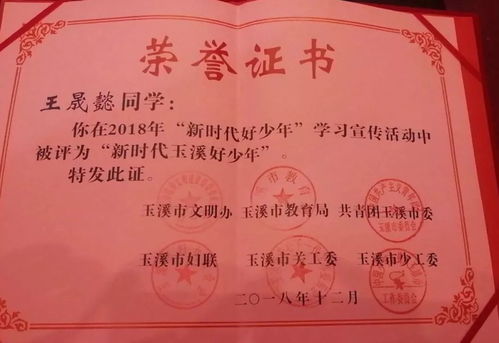 荣誉证书
王晟懿同学：
你在2018年“新时代好少年”学习宣传活动中
被评为“新时代玉溪好少年”。
特发此证。
玉溪市文明办 玉溪市教育局 共青团玉溪市委
玉溪市妇联 玉溪市关工委 玉溪市少工委
二〇一八年十二月